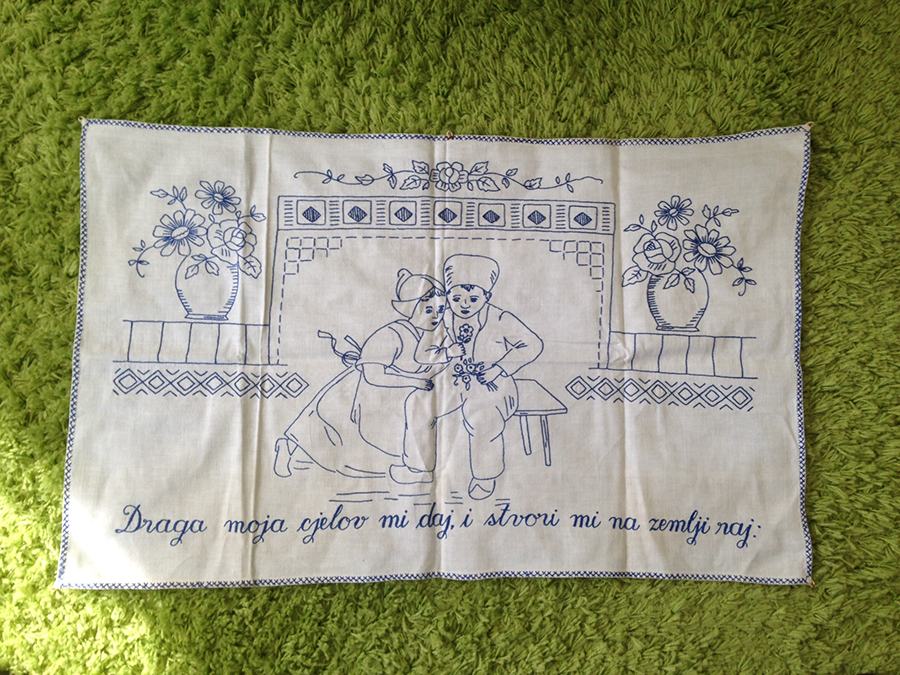 Draga moja cjelov mi daj, i stvori mi na zemlji raj: